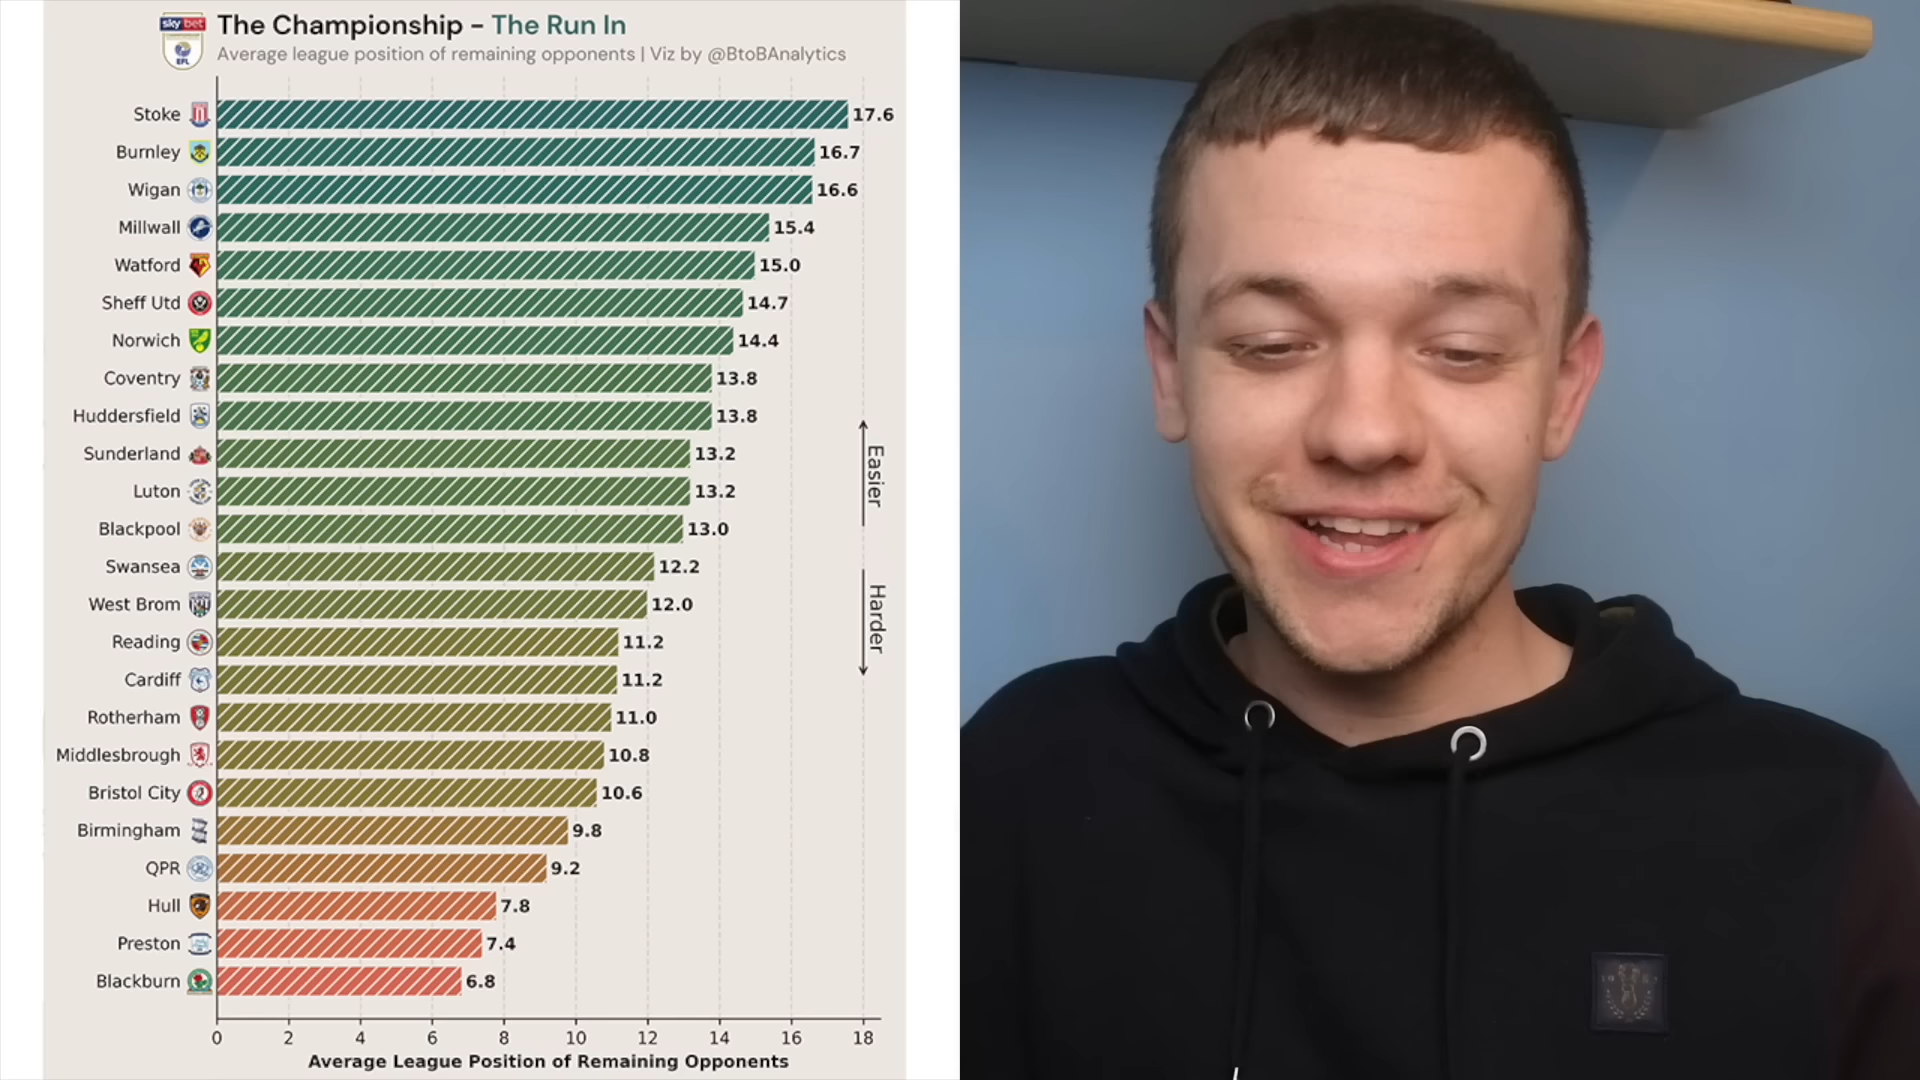 sky bet
EFL
The Championship – The Run In
Average league position of remaining opponents | Viz by @BtoBAnalytics
Stoke 17.6
Burnley 16.7
Wigan 16.6
Millwall 15.4
Watford 15.0
Sheff Utd 14.7
Norwich 14.4
Coventry 13.8
Huddersfield 13.8
Sunderland 13.2
Luton 13.2
Blackpool 13.0
Swansea 12.2
West Brom 12.0
Reading 11.2
Cardiff 11.2
Rotherham 11.0
Middlesbrough 10.8
Bristol City 10.6
Birmingham 9.8
QPR 9.2
Hull 7.8
Preston 7.4
Blackburn 6.8
Easier
Harder
0 2 4 6 8 10 12 14 16 18
Average League Position of Remaining Opponents